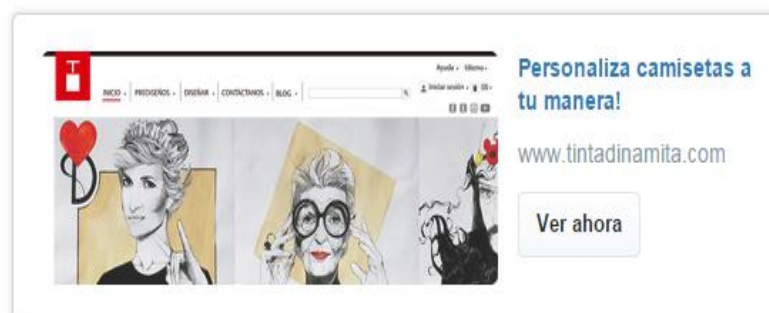 Ayuda Idioma
INICIO PREDISEÑOS DISEÑAR CONTACTANOS BLOG
Iniciar sesión
D
Personaliza camisetas a
tu manera!
www.tintadinamita.com
Ver ahora